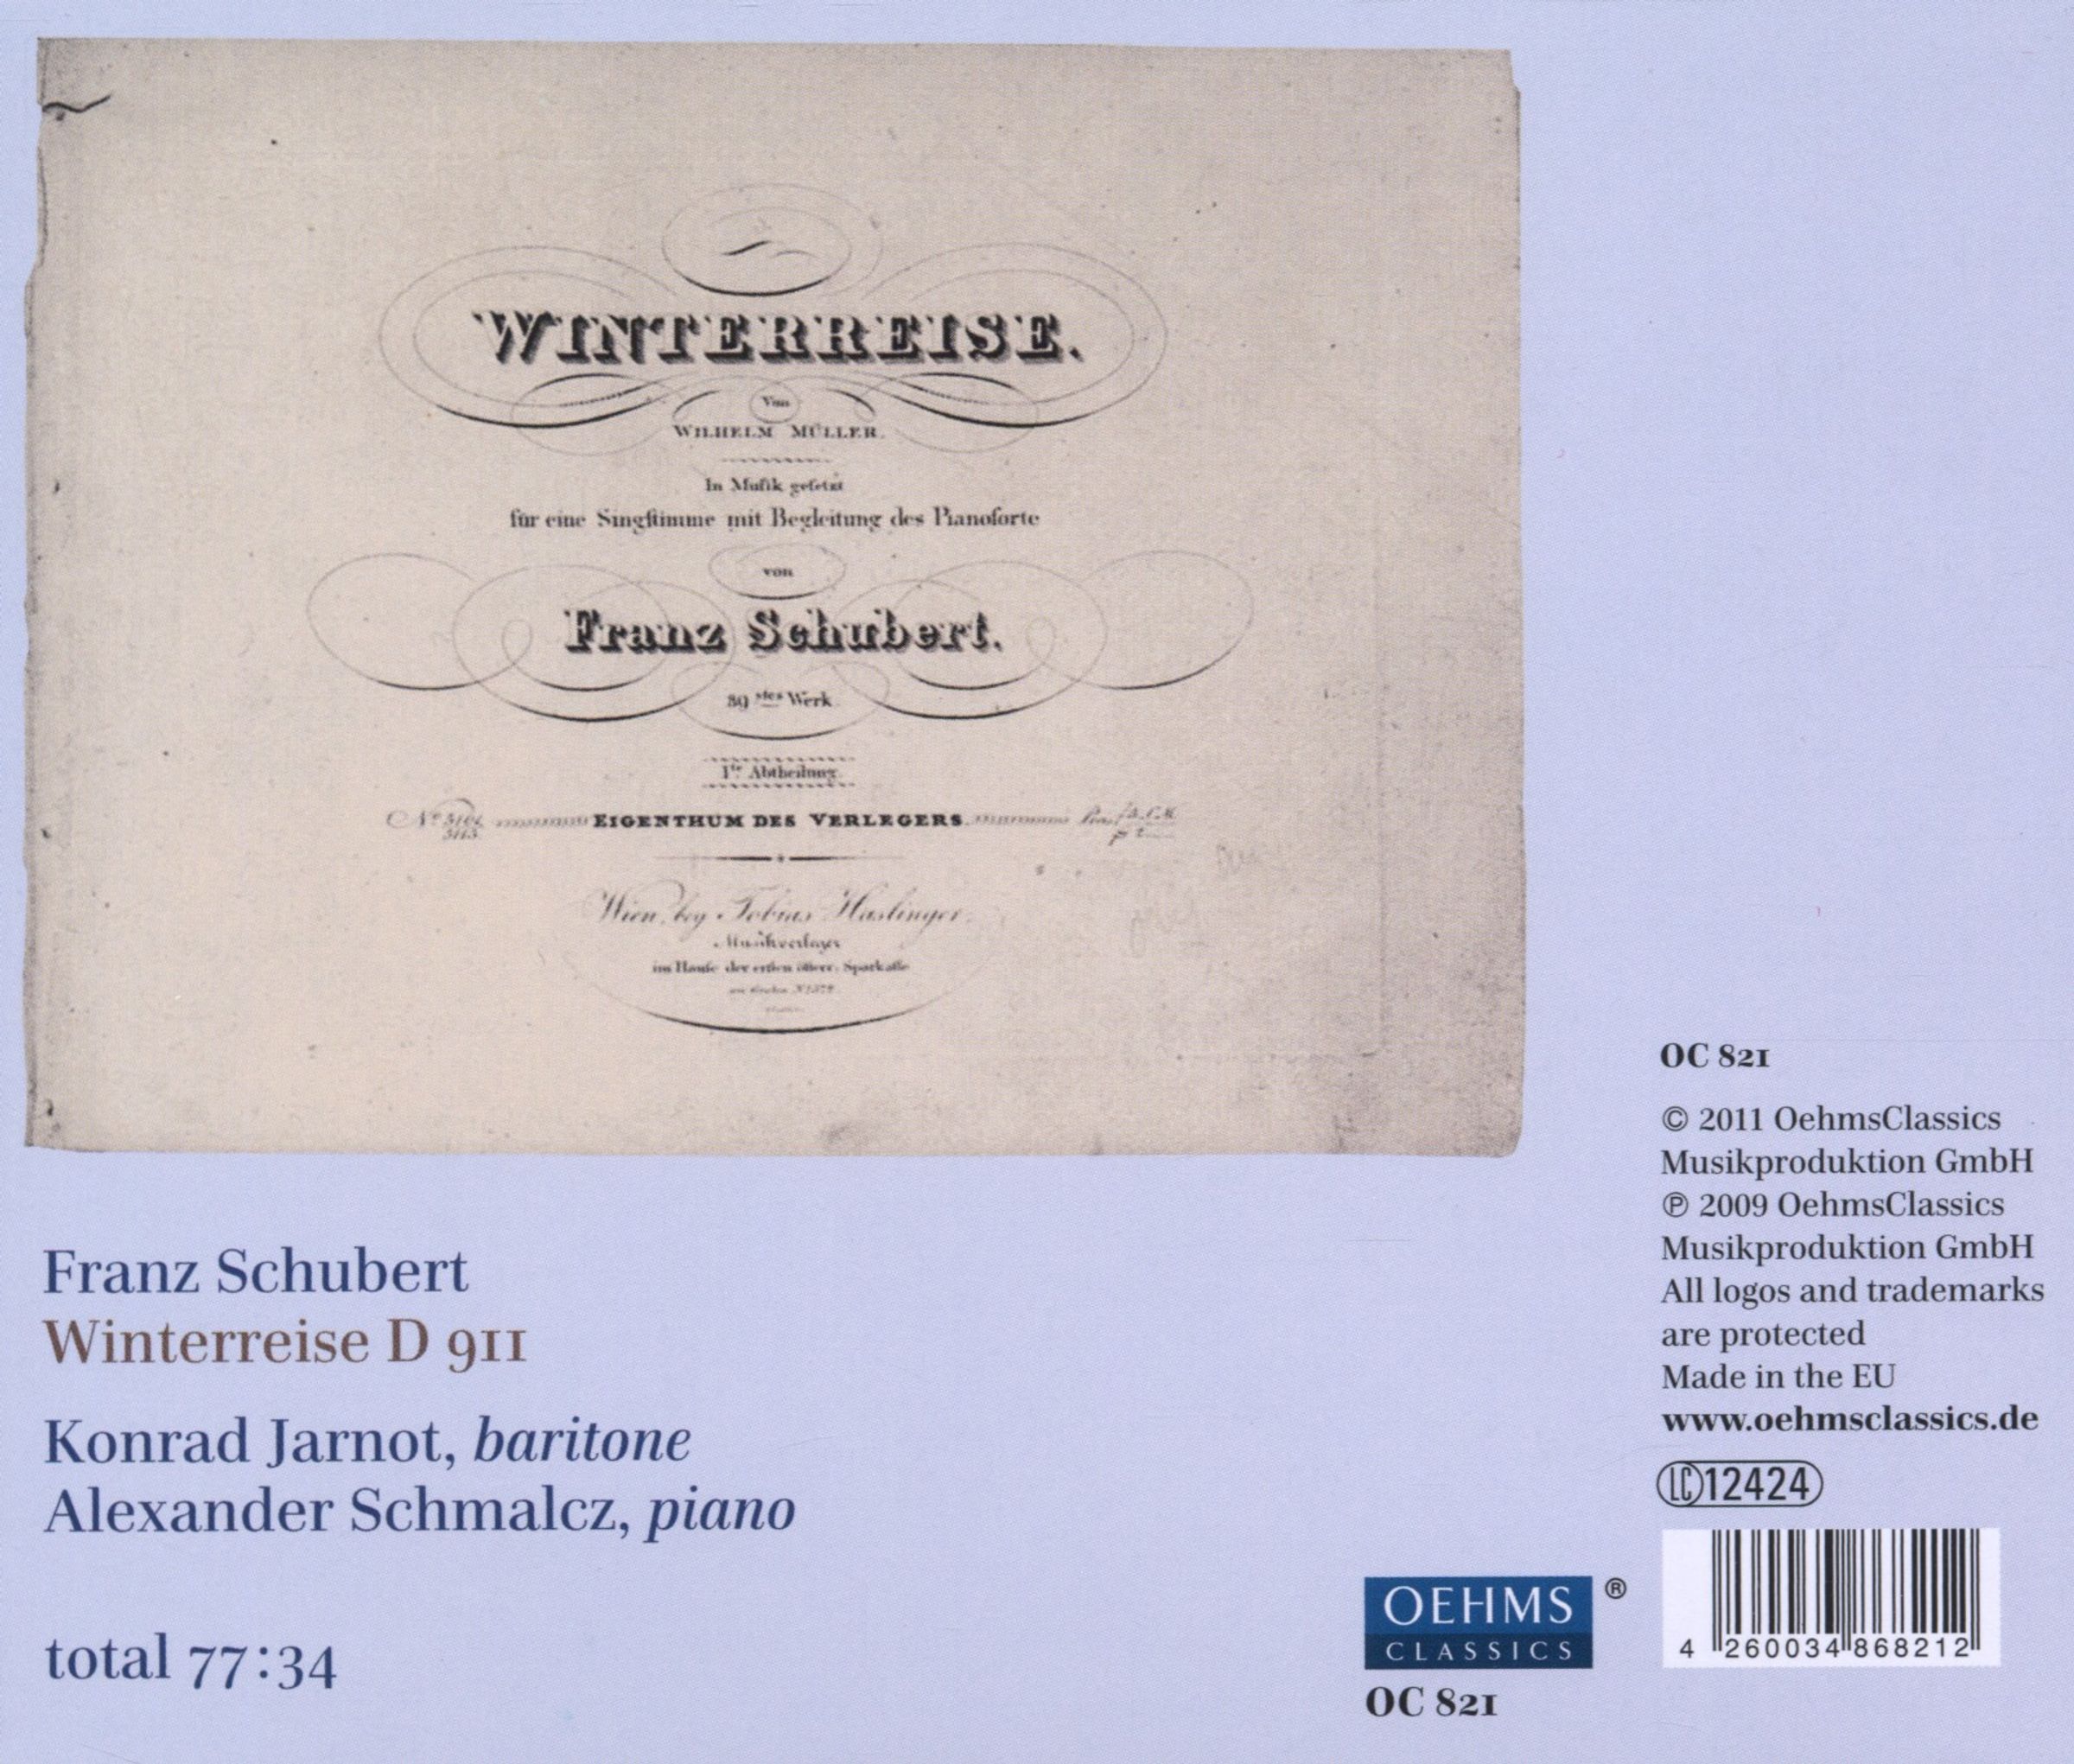 WINTERREISE.
Von
WILHELM MÜLLER.
In Muſik geſetzt
für eine Singſtimme mit Begleitung des Pianoforte
von
Franz Schubert.
89stes Werk.
Ite Abtheilung.
EIGENTHUM DES VERLEGERS.
Wien, bey Tobias Haslinger.
Musikverleger
im Hauſe der erſten öſterr. Sparkaſſe
Franz Schubert
Winterreise D 911
Konrad Jarnot, baritone
Alexander Schmalcz, piano
total 77:34
OC 821
© 2011 OehmsClassics
Musikproduktion GmbH
℗ 2009 OehmsClassics
Musikproduktion GmbH
All logos and trademarks
are protected
Made in the EU
www.oehmsclassics.de
LC 12424
4 260034 868212
OEHMS ®
CLASSICS
OC 821